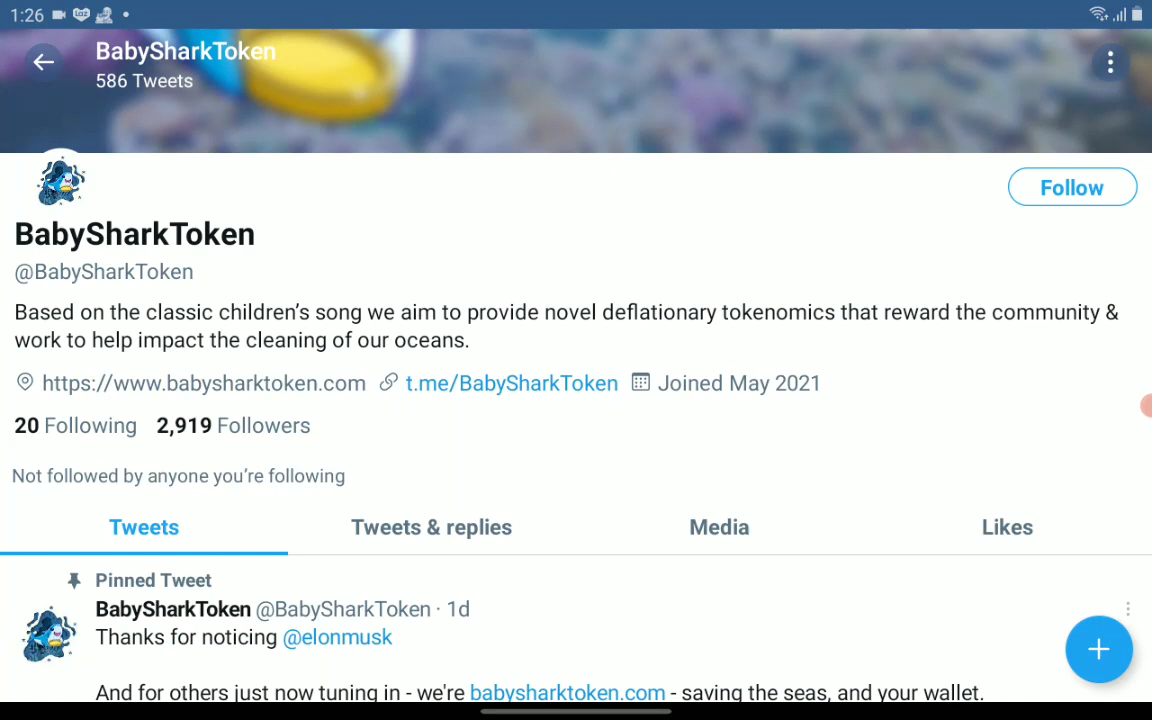 1:26
BabySharkToken
586 Tweets
Follow
BabySharkToken
@BabySharkToken
Based on the classic children’s song we aim to provide novel deflationary tokenomics that reward the community &
work to help impact the cleaning of our oceans.
https://www.babysharktoken.com t.me/BabySharkToken Joined May 2021
20 Following 2,919 Followers
Not followed by anyone you’re following
Tweets Tweets & replies Media Likes
Pinned Tweet
BabySharkToken @BabySharkToken · 1d
Thanks for noticing @elonmusk
And for others just now tuning in - we're babysharktoken.com - saving the seas, and your wallet.